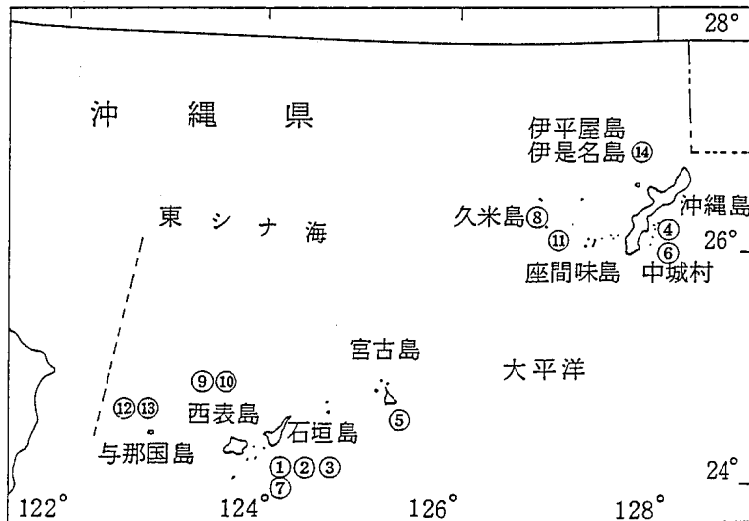 28°
沖縄県
伊平屋島
伊是名島⑭
東シナ海
久米島⑧
沖縄島
⑪
④
座間味島
⑥
中城村
26°
宮古島
大平洋
⑨⑩
⑫⑬
西表島
石垣島
⑤
与那国島
①②③
⑦
24°
122°
124°
126°
128°